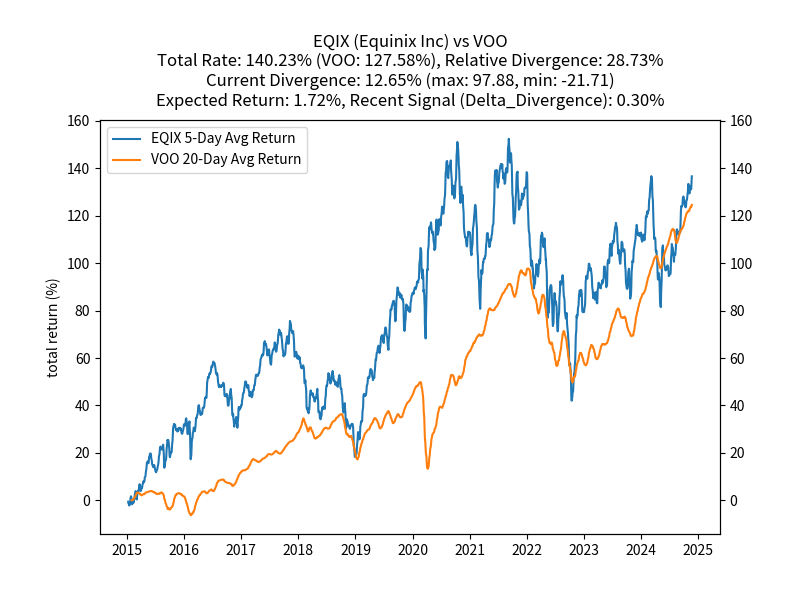 EQIX (Equinix Inc) vs VOO
Total Rate: 140.23% (VOO: 127.58%), Relative Divergence: 28.73%
Current Divergence: 12.65% (max: 97.88, min: -21.71)
Expected Return: 1.72%, Recent Signal (Delta_Divergence): 0.30%
EQIX 5-Day Avg Return
VOO 20-Day Avg Return
total return (%)
160
140
120
100
80
60
40
20
0
160
140
120
100
80
60
40
20
0
2015 2016 2017 2018 2019 2020 2021 2022 2023 2024 2025